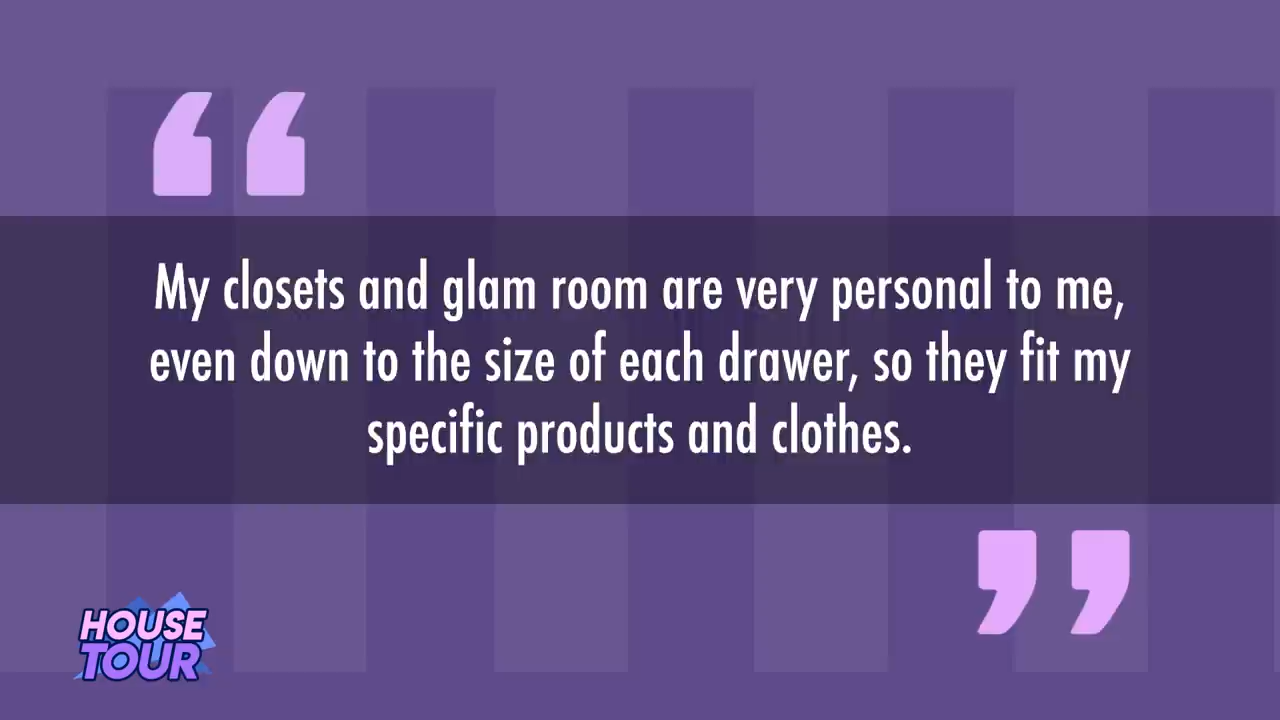 “
My closets and glam room are very personal to me,
even down to the size of each drawer, so they fit my
specific products and clothes.
”
HOUSE
TOUR